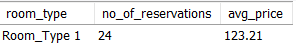 room_type no_of_reservations avg_price
Room_Type 1 24 123.21